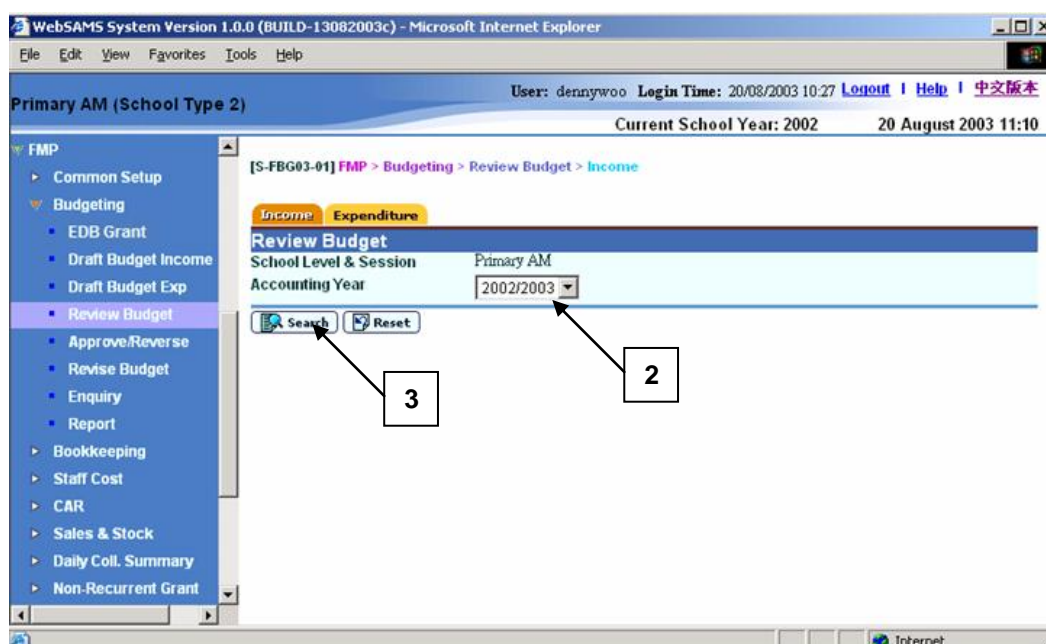 WebSAMS System Version 1.0.0 (BUILD-13082003c) - Microsoft Internet Explorer
File Edit View Favorites Tools Help
Primary AM (School Type 2)
User: dennywoo Login Time: 20/08/2003 10:27 Logout | Help | 中文版本
Current School Year: 2002 20 August 2003 11:10
FMP
Common Setup
Budgeting
EDB Grant
Draft Budget Income
Draft Budget Exp
Review Budget
Approve/Reverse
Revise Budget
Enquiry
Report
Bookkeeping
Staff Cost
CAR
Sales & Stock
Daily Coll. Summary
Non-Recurrent Grant
[S-FBG03-01] FMP > Budgeting > Review Budget > Income
Income Expenditure
Review Budget
School Level & Session Primary AM
Accounting Year 2002/2003
Search Reset
2
3
Internet